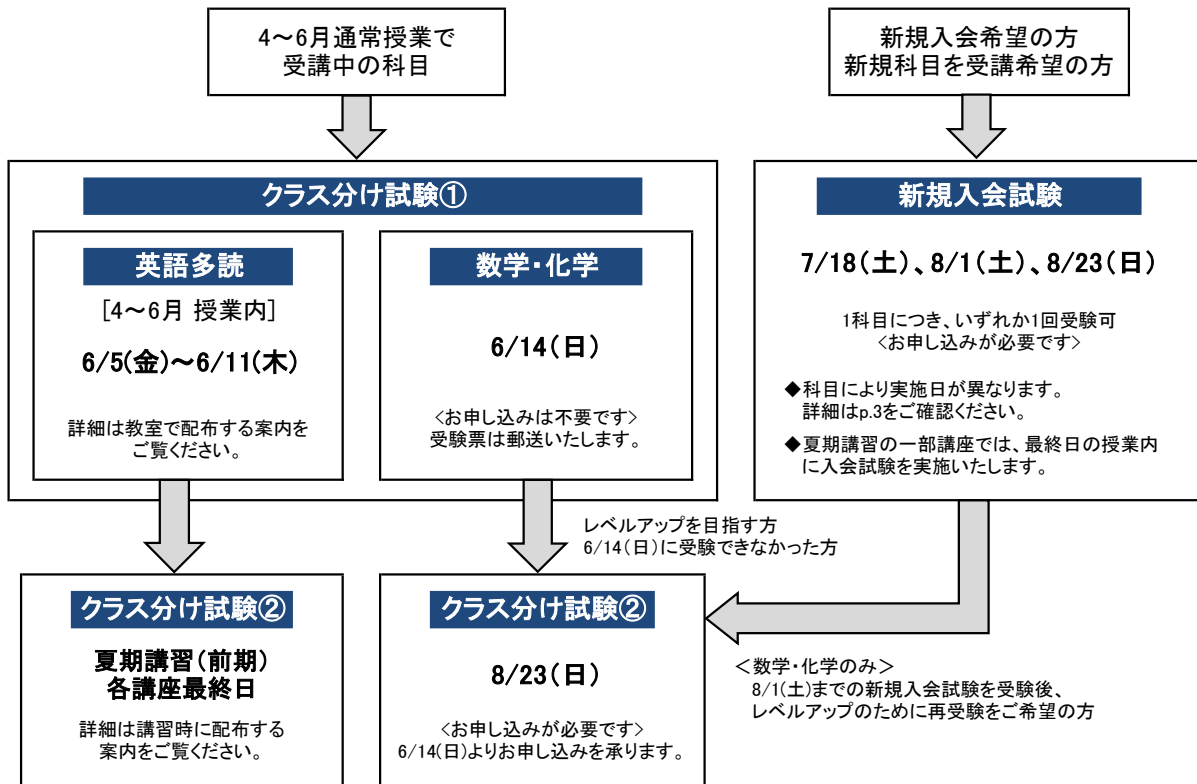 4～6月通常授業で
受講中の科目
新規入会希望の方
新規科目を受講希望の方
クラス分け試験①
英語多読
［4～6月 授業内］
6/5(金)～6/11(木)
詳細は教室で配布する案内を
ご覧ください。
数学・化学
6/14(日)
<お申し込みは不要です>
受験票は郵送いたします。
新規入会試験
7/18(土)、8/1(土)、8/23(日)
1科目につき、いずれか1回受験可
<お申し込みが必要です>
◆科目により実施日が異なります。
詳細はp.3をご確認ください。
◆夏期講習の一部講座では、最終日の授業内
に入会試験を実施いたします。
レベルアップを目指す方
6/14(日)に受験できなかった方
クラス分け試験②
夏期講習(前期)
各講座最終日
詳細は講習時に配布する
案内をご覧ください。
クラス分け試験②
8/23(日)
<お申し込みが必要です>
6/14(日)よりお申し込みを承ります。
＜数学・化学のみ＞
8/1(土)までの新規入会試験を受験後、
レベルアップのために再受験をご希望の方